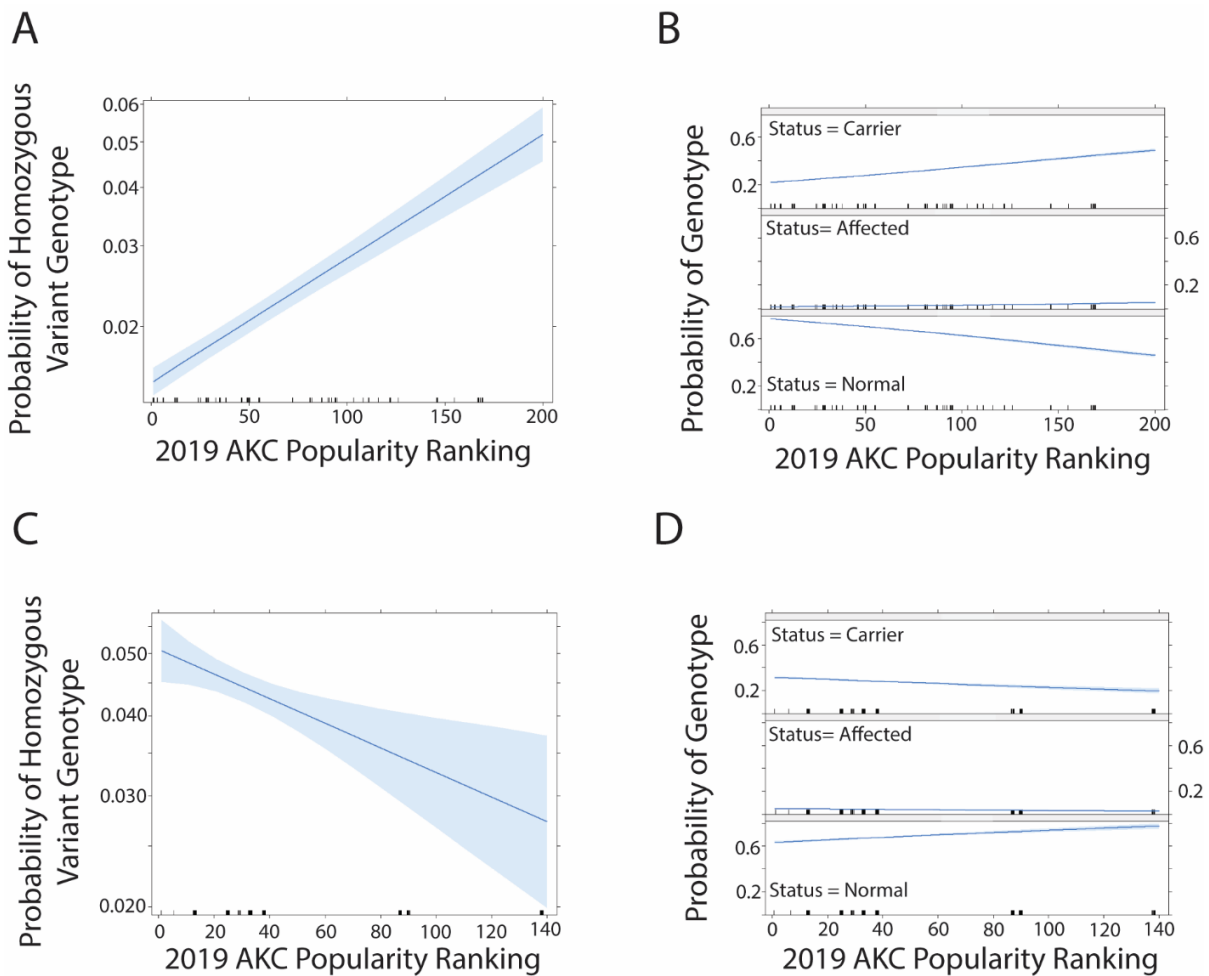 A
Probability of Homozygous
Variant Genotype
0.06
0.05
0.04
0.03
0.02
0 50 100 150 200
2019 AKC Popularity Ranking
B
Probability of Genotype
Status = Carrier
0.6
0.2
Status= Affected
0.6
0.2
Status = Normal
0.6
0.2
0 50 100 150 200
2019 AKC Popularity Ranking
C
Probability of Homozygous
Variant Genotype
0.050
0.040
0.030
0.020
0 20 40 60 80 100 120 140
2019 AKC Popularity Ranking
D
Probability of Genotype
Status = Carrier
0.6
0.2
Status= Affected
0.6
0.2
Status = Normal
0.6
0.2
0 20 40 60 80 100 120 140
2019 AKC Popularity Ranking